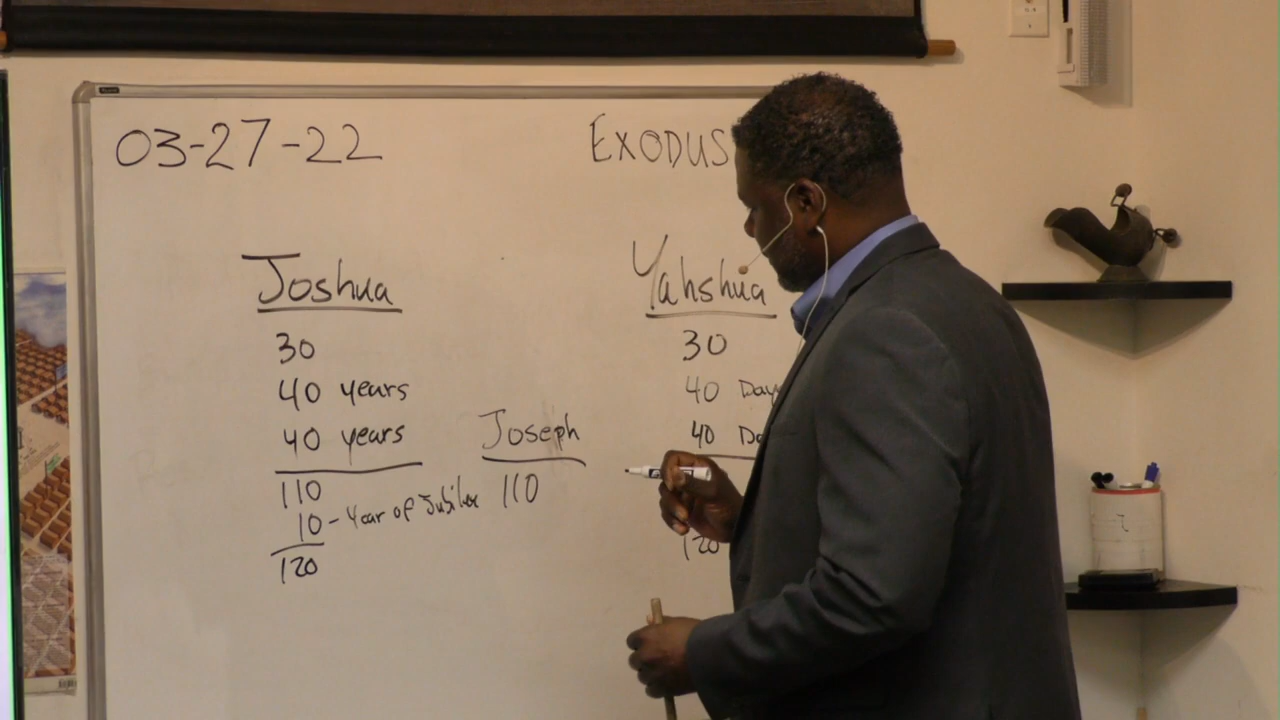 03-27-22
EXODUS
Joshua
30
40 years
40 years
110
10 - Year of Jubilee
120
Joseph
110
Yahshua
30
40 Days
40
120